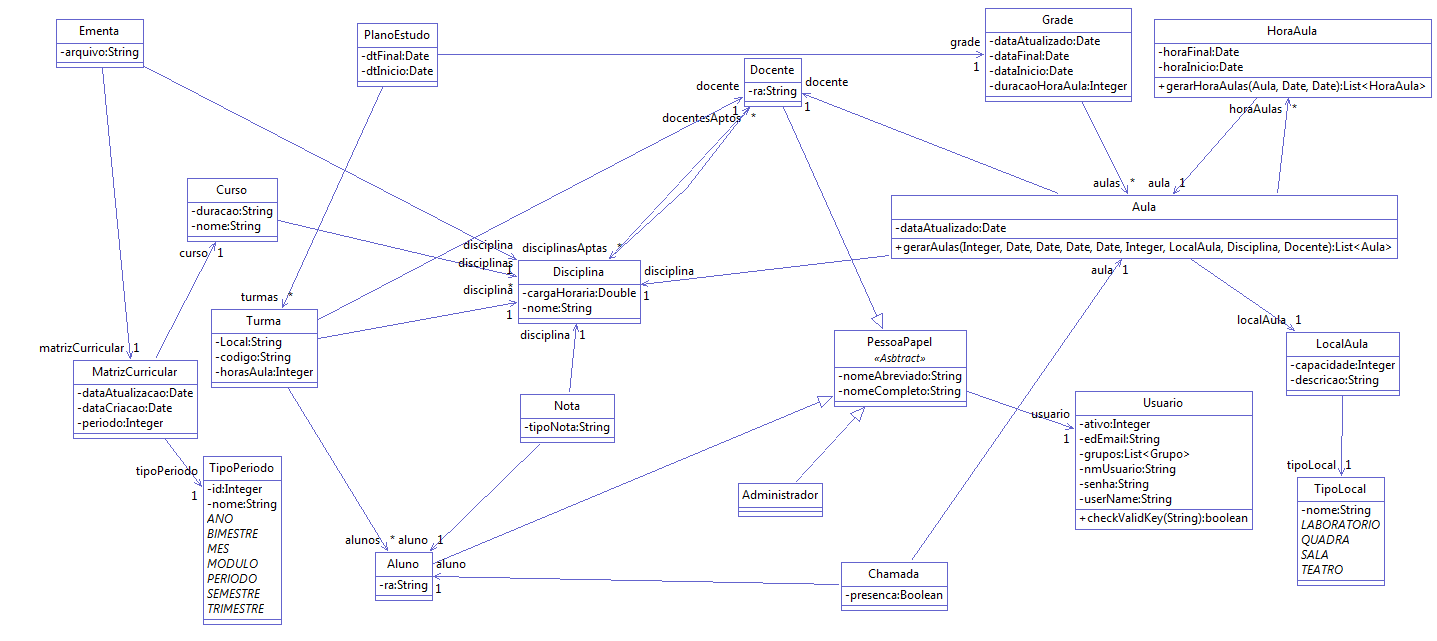 Ementa
-arquivo:String
PlanoEstudo
-dtFinal:Date
-dtInicio:Date
grade
1
Grade
-dataAtualizado:Date
-dataFinal:Date
-dataInicio:Date
-duracaoHoraAula:Integer
HoraAula
-horaFinal:Date
-horaInicio:Date
+gerarHoraAulas(Aula, Date, Date):List<HoraAula>
horaAulas
*
Docente
-ra:String
docente
1
docente
1
docentesAptos
*
aulas
*
aula
1
Aula
-dataAtualizado:Date
+gerarAulas(Integer, Date, Date, Date, Date, Integer, LocalAula, Disciplina, Docente):List<Aula>
aula
1
Curso
-duracao:String
-nome:String
curso
1
disciplina
1
disciplinasAptas
*
disciplinas
*
disciplina
1
disciplina
1
Disciplina
-cargaHoraria:Double
-nome:String
disciplina
1
turmas
*
Turma
-Local:String
-codigo:String
-horasAula:Integer
matrizCurricular
1
MatrizCurricular
-dataAtualizacao:Date
-dataCriacao:Date
-periodo:Integer
tipoPeriodo
1
TipoPeriodo
-id:Integer
-nome:String
ANO
BIMESTRE
MES
MODULO
PERIODO
SEMESTRE
TRIMESTRE
Nota
-tipoNota:String
PessoaPapel
«Asbtract»
-nomeAbreviado:String
-nomeCompleto:String
localAula
1
LocalAula
-capacidade:Integer
-descricao:String
usuario
1
Usuario
-ativo:Integer
-edEmail:String
-grupos:List<Grupo>
-nmUsuario:String
-senha:String
-userName:String
+checkValidKey(String):boolean
tipoLocal
1
TipoLocal
-nome:String
LABORATORIO
QUADRA
SALA
TEATRO
Administrador
alunos
*
aluno
1
Aluno
-ra:String
aluno
1
Chamada
-presenca:Boolean